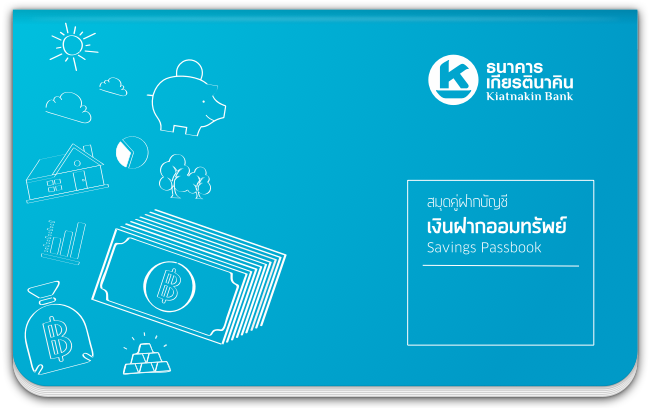 ธนาคาร
เกียรตินาคิน
Kiatnakin Bank
สมุดคู่ฝากบัญชี
เงินฝากออมทรัพย์
Savings Passbook